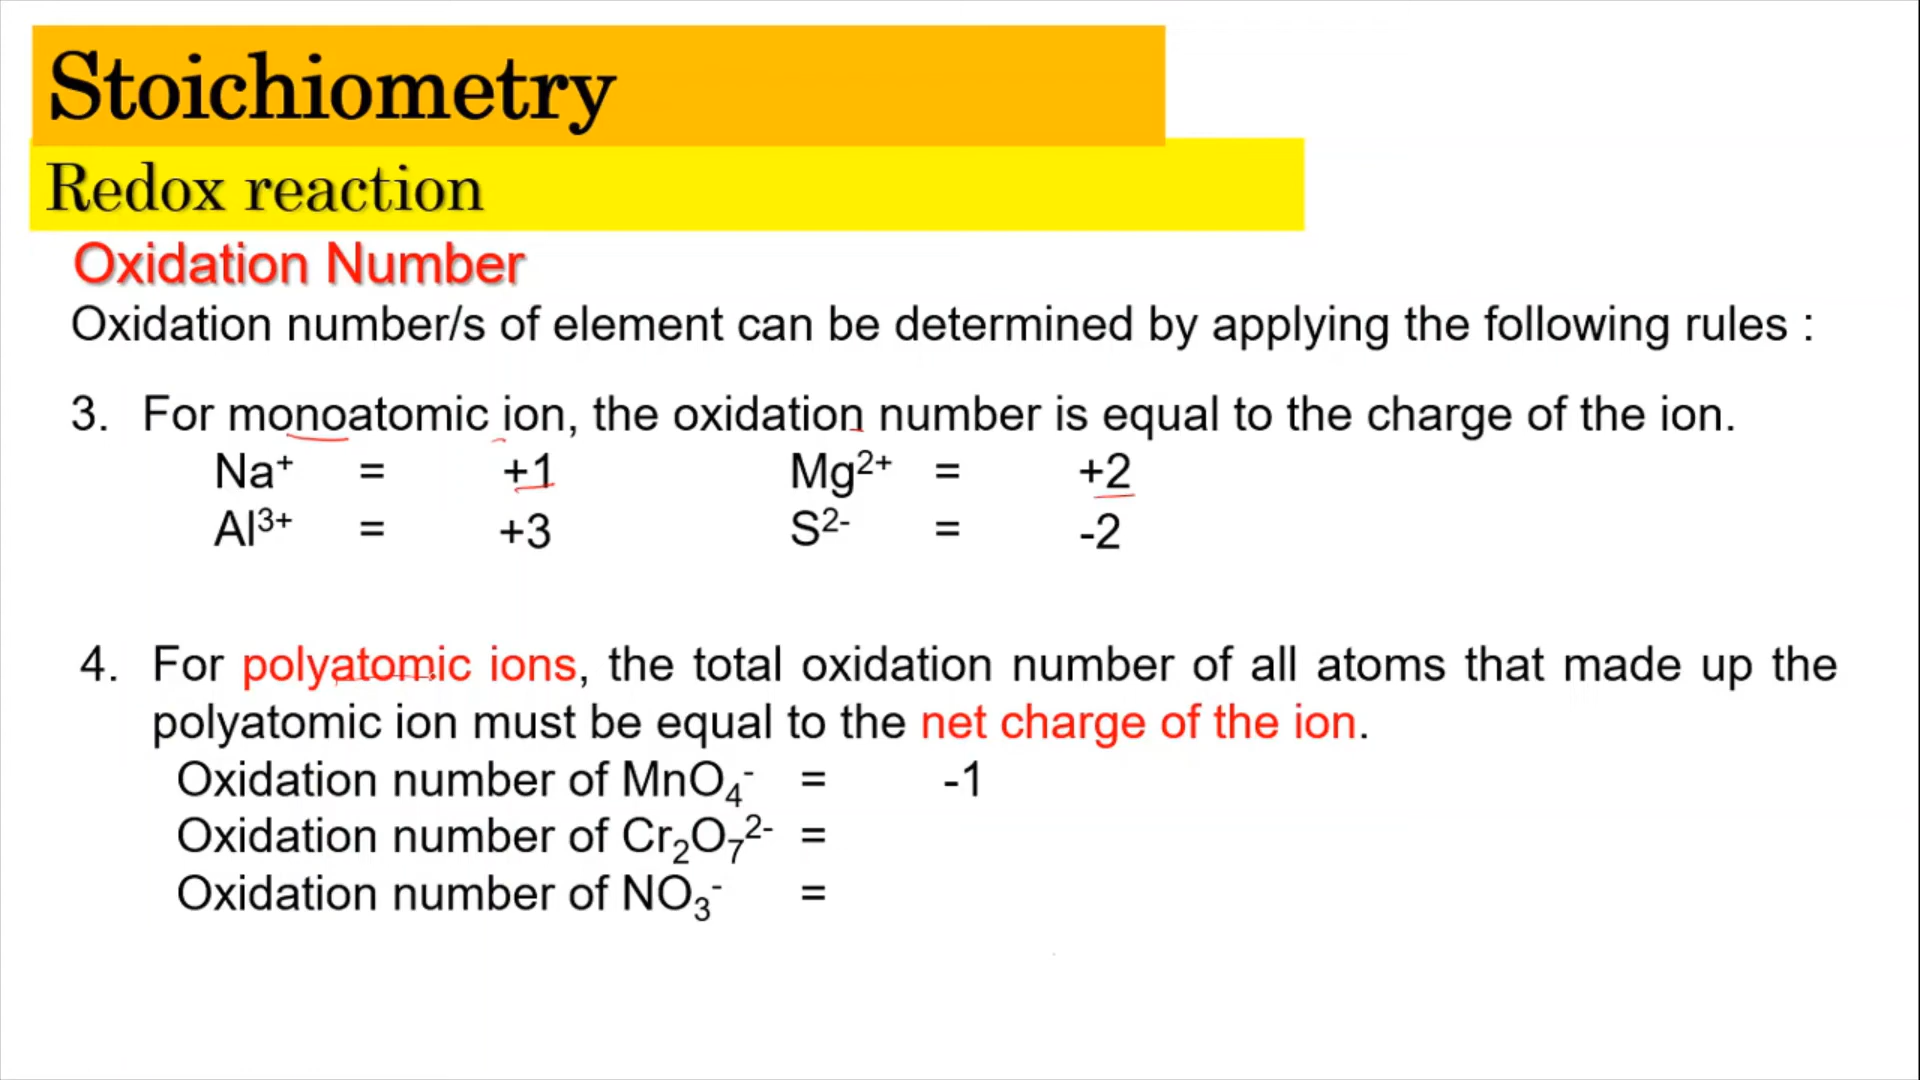 Stoichiometry
Redox reaction
Oxidation Number
Oxidation number/s of element can be determined by applying the following rules :
3. For monoatomic ion, the oxidation number is equal to the charge of the ion.
Na⁺ = +1 Mg²⁺ = +2
Al³⁺ = +3 S²⁻ = -2
4. For polyatomic ions, the total oxidation number of all atoms that made up the
polyatomic ion must be equal to the net charge of the ion.
Oxidation number of MnO₄⁻ = -1
Oxidation number of Cr₂O₇²⁻ =
Oxidation number of NO₃⁻ =